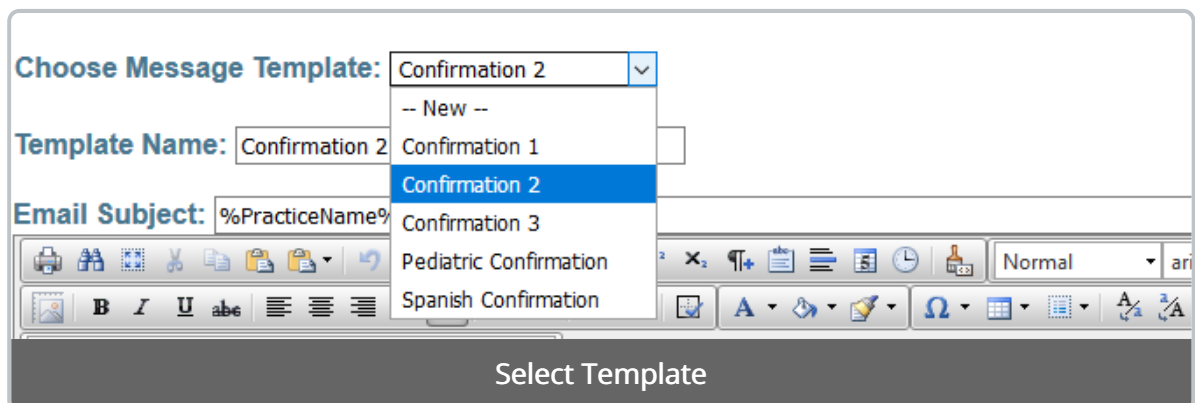 Choose Message Template: Confirmation 2
-- New --
Template Name: Confirmation 2
Confirmation 1
Confirmation 2
Email Subject: %PracticeName%
Confirmation 3
Pediatric Confirmation
Normal
Spanish Confirmation
Select Template